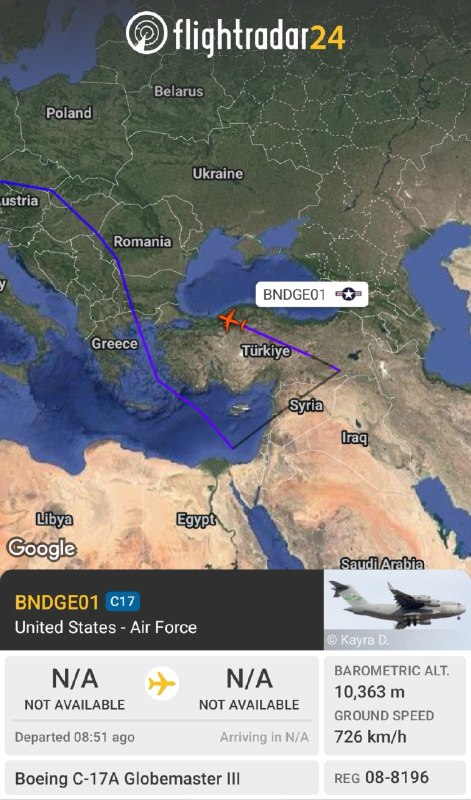 flightradar24
Belarus
Poland
Ukraine
Austria
Romania
y
BNDGE01
Greece
Türkiye
Syria
Iraq
Libya
Egypt
Google
Saudi Arabia
BNDGE01 C17
United States - Air Force
© Kayra D.
N/A
NOT AVAILABLE
N/A
NOT AVAILABLE
Departed 08:51 ago
Arriving in N/A
BAROMETRIC ALT.
10,363 m
GROUND SPEED
726 km/h
Boeing C-17A Globemaster III
REG 08-8196